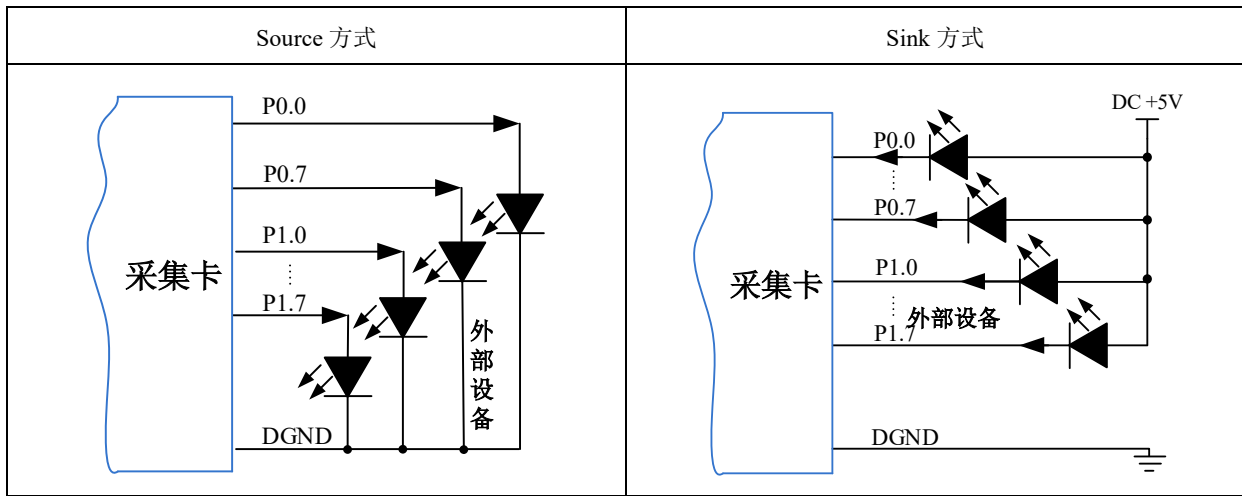 Source 方式
Sink 方式
P0.0
P0.7
P1.0
P1.7
DGND
采集卡
外部设备
DC +5V
P0.0
P0.7
P1.0
P1.7
DGND
采集卡
外部设备